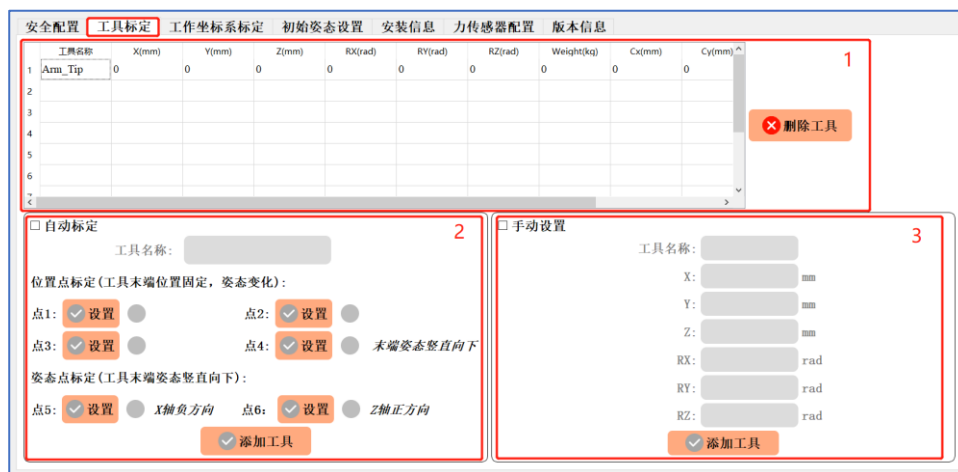 安全配置 工具标定 工作坐标系标定 初始姿态设置 安装信息 力传感器配置 版本信息
工具名称 X(mm) Y(mm) Z(mm) RX(rad) RY(rad) RZ(rad) Weight(kg) Cx(mm) Cy(mm)
1 Arm_Tip 0 0 0 0 0 0 0 0 0
1
2
3
4
5
6
删除工具
自动标定
2
工具名称:
位置点标定(工具末端位置固定，姿态变化):
点1: 设置 点2: 设置
点3: 设置 点4: 设置 末端姿态竖直向下
姿态点标定(工具末端姿态竖直向下):
点5: 设置 X轴负方向 点6: 设置 Z轴正方向
添加工具
手动设置
3
工具名称:
X: mm
Y: mm
Z: mm
RX: rad
RY: rad
RZ: rad
添加工具